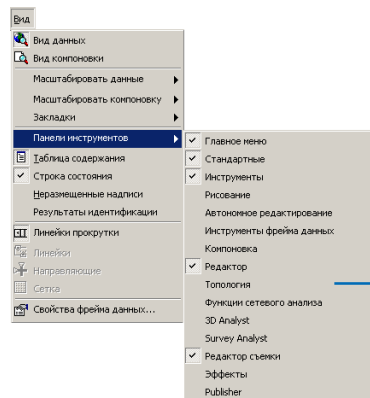 Вид
Вид данных
Вид компоновки
Масштабировать данные
Масштабировать компоновку
Закладки
Панели инструментов
Таблица содержания
Строка состояния
Неразмещенные надписи
Результаты идентификации
Линейки прокрутки
Линейки
Направляющие
Сетка
Свойства фрейма данных...
Главное меню
Стандартные
Инструменты
Рисование
Автономное редактирование
Инструменты фрейма данных
Компоновка
Редактор
Топология
Функции сетевого анализа
3D Analyst
Survey Analyst
Редактор съемки
Эффекты
Publisher